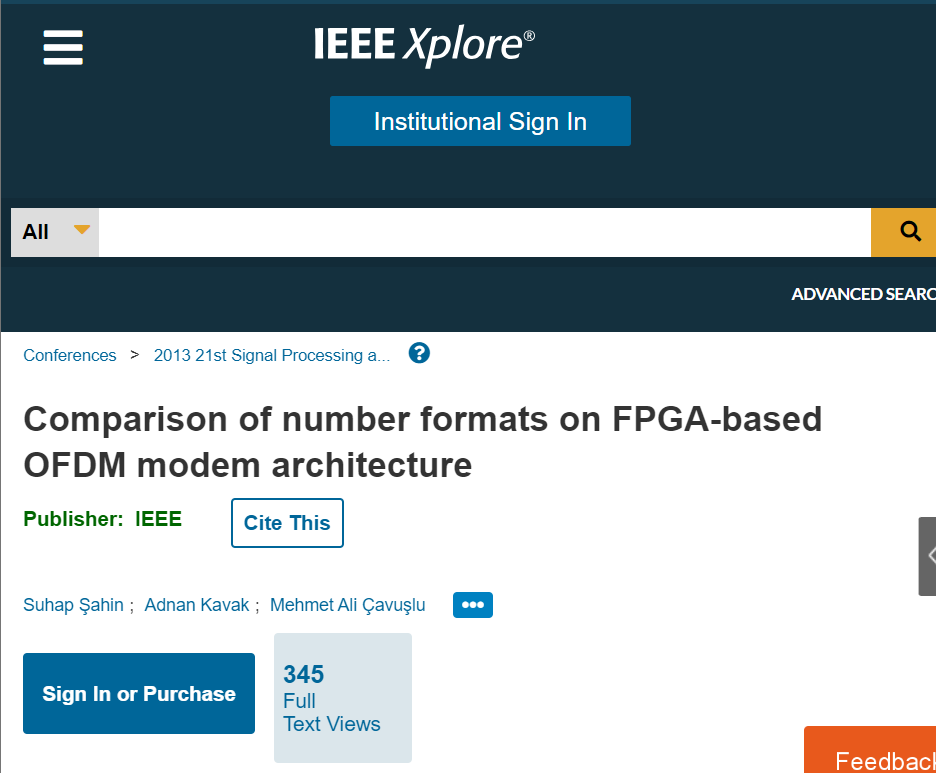 IEEE Xplore®
Institutional Sign In
All
ADVANCED SEARC
Conferences > 2013 21st Signal Processing a... ?
Comparison of number formats on FPGA-based
OFDM modem architecture
Publisher: IEEE
Cite This
Suhap Şahin ; Adnan Kavak ; Mehmet Ali Çavuşlu
Sign In or Purchase
345
Full
Text Views
Feedback